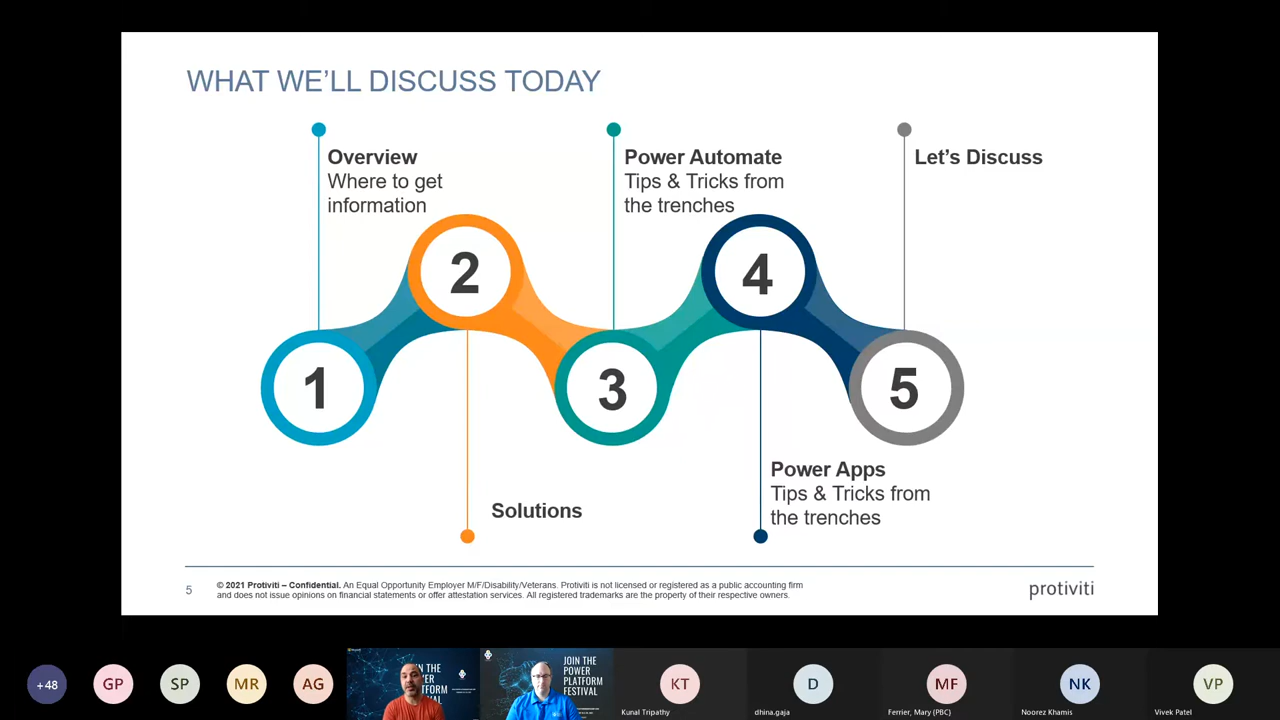 WHAT WE'LL DISCUSS TODAY
Overview
Where to get
information
Power Automate
Tips & Tricks from
the trenches
Let's Discuss
2
4
1
3
5
Power Apps
Tips & Tricks from
the trenches
Solutions
5
© 2021 Protiviti – Confidential. An Equal Opportunity Employer M/F/Disability/Veterans. Protiviti is not licensed or registered as a public accounting firm
and does not issue opinions on financial statements or offer attestation services. All registered trademarks are the property of their respective owners.
protiviti
+48
GP
SP
MR
AG
JOIN THE
POWER
PLATFORM
FESTIVAL
KT
Kunal Tripathy
D
dhina.gaja
MF
Ferrier, Mary (PBC)
NK
Noorez Khamis
VP
Vivek Patel